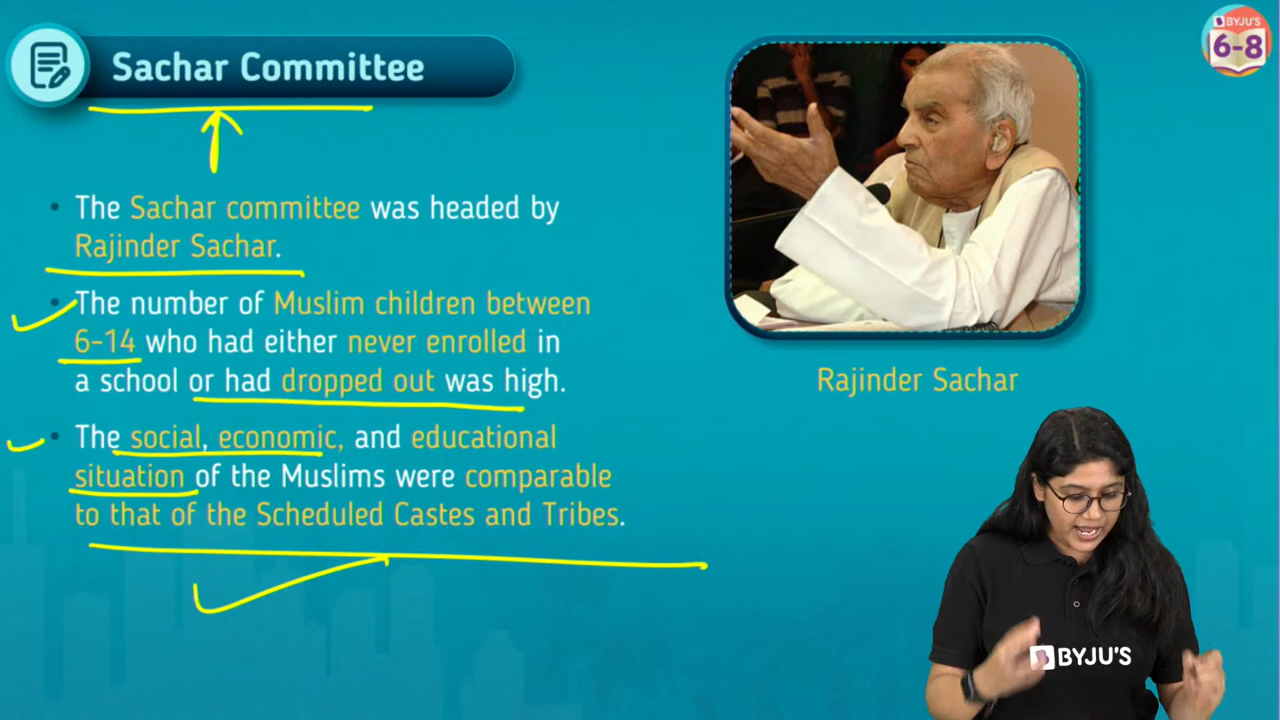 Sachar Committee
BYJU'S
6-8
• The Sachar committee was headed by
Rajinder Sachar.
• The number of Muslim children between
6-14 who had either never enrolled in
a school or had dropped out was high.
• The social, economic, and educational
situation of the Muslims were comparable
to that of the Scheduled Castes and Tribes.
Rajinder Sachar
BYJU'S